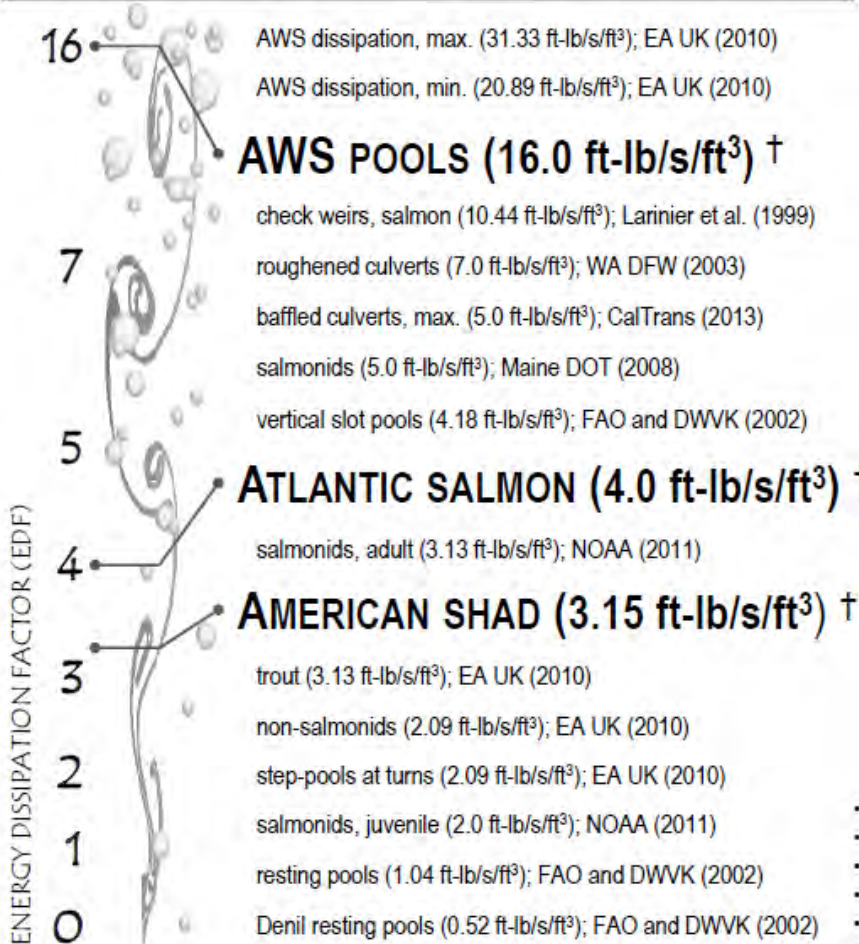 16
AWS dissipation, max. (31.33 ft-lb/s/ft³); EA UK (2010)
AWS dissipation, min. (20.89 ft-lb/s/ft³); EA UK (2010)
AWS POOLS (16.0 ft-lb/s/ft³) †
check weirs, salmon (10.44 ft-lb/s/ft³); Larinier et al. (1999)
7
roughened culverts (7.0 ft-lb/s/ft³); WA DFW (2003)
baffled culverts, max. (5.0 ft-lb/s/ft³); CalTrans (2013)
salmonids (5.0 ft-lb/s/ft³); Maine DOT (2008)
vertical slot pools (4.18 ft-lb/s/ft³); FAO and DWVK (2002)
5
ATLANTIC SALMON (4.0 ft-lb/s/ft³)
salmonids, adult (3.13 ft-lb/s/ft³); NOAA (2011)
4
AMERICAN SHAD (3.15 ft-lb/s/ft³) †
3
trout (3.13 ft-lb/s/ft³); EA UK (2010)
non-salmonids (2.09 ft-lb/s/ft³); EA UK (2010)
2
step-pools at turns (2.09 ft-lb/s/ft³); EA UK (2010)
salmonids, juvenile (2.0 ft-lb/s/ft³); NOAA (2011)
1
resting pools (1.04 ft-lb/s/ft³); FAO and DWVK (2002)
0
Denil resting pools (0.52 ft-lb/s/ft³); FAO and DWVK (2002)
ENERGY DISSIPATION FACTOR (EDF)